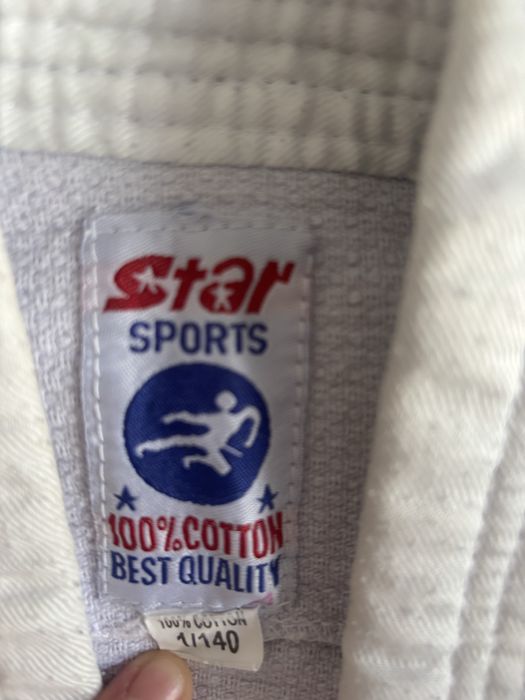 Star
SPORTS
100% COTTON
BEST QUALITY
100% COTTON
1/140